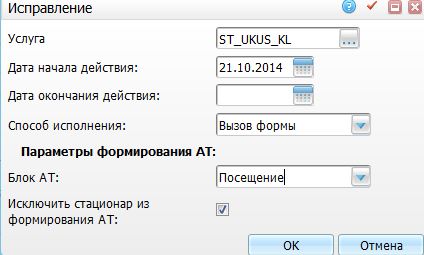 Исправление
Услуга ST_UKUS_KL ...
Дата начала действия: 21.10.2014
Дата окончания действия:
Способ исполнения: Вызов формы
Параметры формирования АТ:
Блок АТ: Посещение
Исключить стационар из
формирования АТ:
ОК Отмена